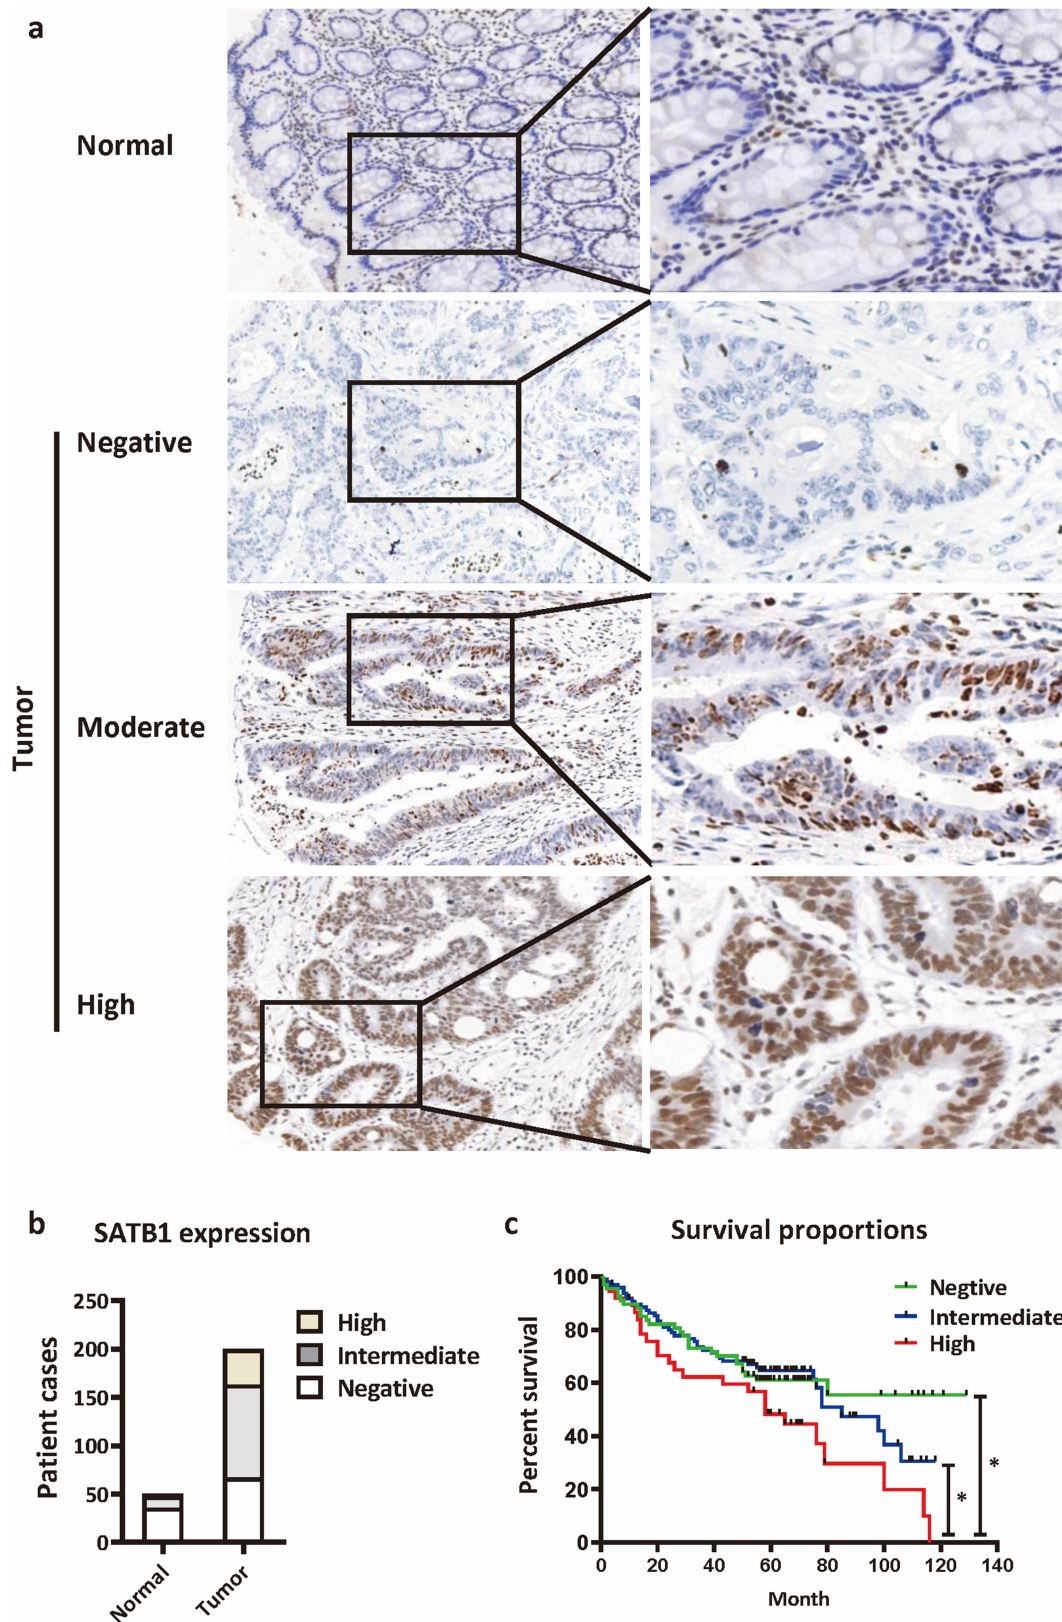 a
Normal
Negative
Tumor
Moderate
High
b
SATB1 expression
Patient cases
250
200
150
100
50
0
Normal
Tumor
High
Intermediate
Negative
c
Survival proportions
Percent survival
100
80
60
40
20
0
0 20 40 60 80 100 120 140
Month
Negtive
Intermediate
High
*
*